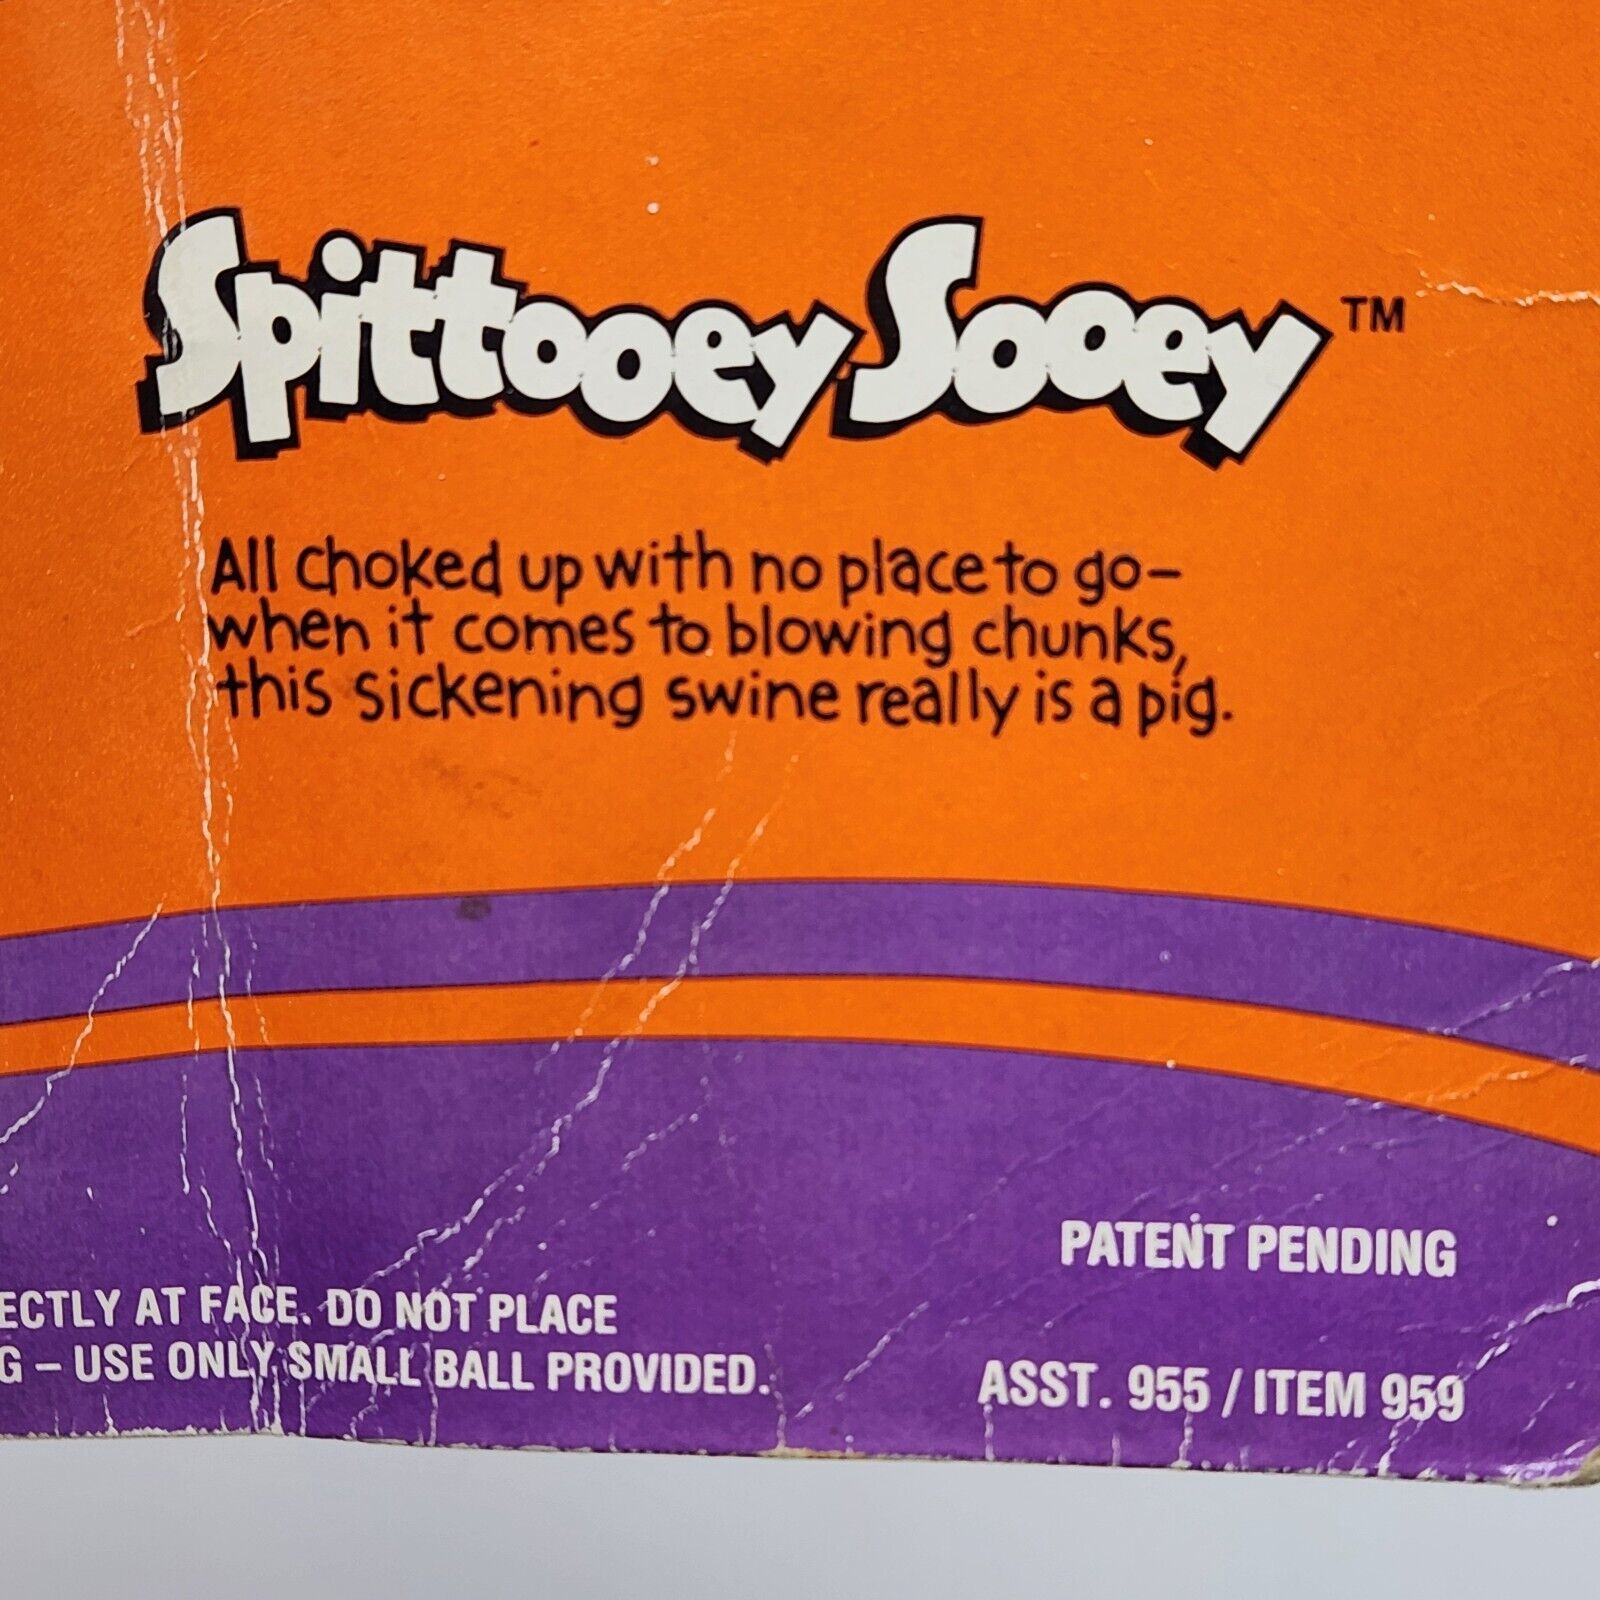 Spittooey Sooey™
All choked up with no place to go–
when it comes to blowing chunks,
this sickening swine really is a pig.
PATENT PENDING
ECTLY AT FACE. DO NOT PLACE
G – USE ONLY SMALL BALL PROVIDED.
ASST. 955 / ITEM 959